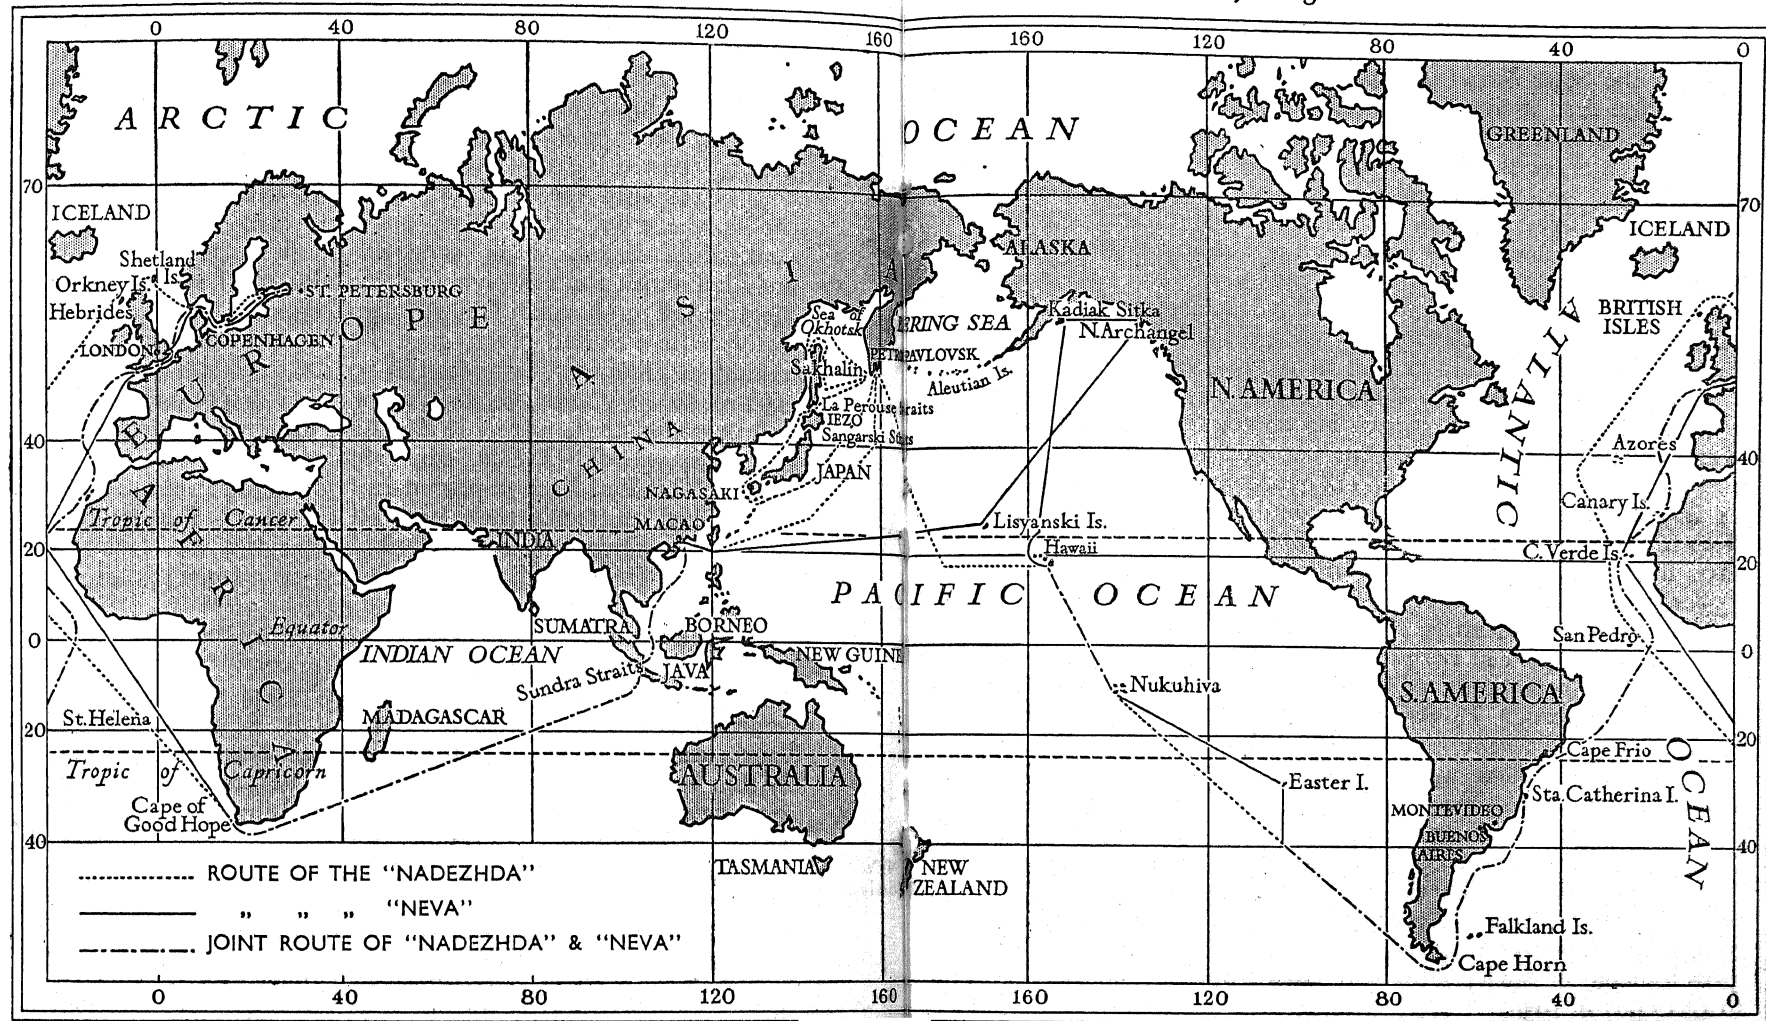 0 40 80 120 160 160 120 80 40 0
ARCTIC OCEAN
GREENLAND
70 70
ICELAND
ICELAND
ALASKA
Shetland
Is.
Orkney Is.
Hebrides
ST. PETERSBURG
LONDON
COPENHAGEN
EUROPE
ASIA
Sea of
Okhotsk
ERING SEA
Kadiak Sitka
N.Archangel
BRITISH
ISLES
PETROPAVLOVSK
Sakhalin
Aleutian Is.
N. AMERICA
ATLANTIC
La Perouse traits
IEZO
Sangarski Sts
40 40
CHINA
JAPAN
Azores
NAGASAKI
Canary Is.
Tropic of Cancer
MACAO
Lisyanski Is.
INDIA
Hawaii
C. Verde Is.
20 20
AFRICA
PACIFIC OCEAN
Equator
SUMATRA
BORNEO
San Pedro
0 0
INDIAN OCEAN
NEW GUIN
Sundra Straits
JAVA
Nukuhiva
S. AMERICA
St. Helena
MADAGASCAR
20 20
Cape Frio
OCEAN
Tropic of Capricorn
AUSTRALIA
Easter I.
Sta. Catherina I.
Cape of
Good Hope
MONTEVIDEO
BUENOS
AIRES
40 40
TASMANIA
NEW
ZEALAND
ROUTE OF THE "NADEZHDA"
" " " "NEVA"
JOINT ROUTE OF "NADEZHDA" & "NEVA"
Falkland Is.
Cape Horn
0 40 80 120 160 160 120 80 40 0